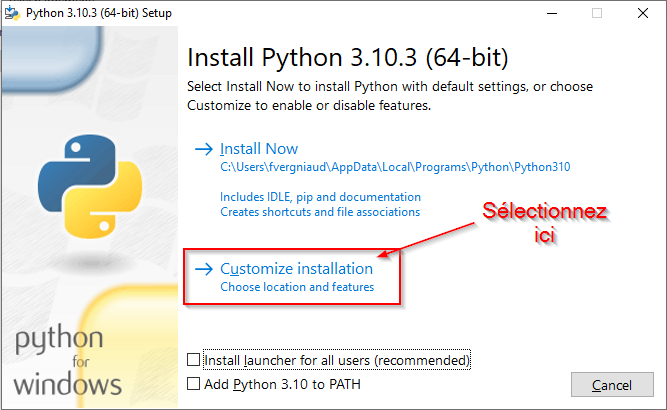 Python 3.10.3 (64-bit) Setup
Install Python 3.10.3 (64-bit)
Select Install Now to install Python with default settings, or choose
Customize to enable or disable features.
Install Now
C:\Users\fvergniaud\AppData\Local\Programs\Python\Python310
Includes IDLE, pip and documentation
Creates shortcuts and file associations
Sélectionnez
ici
Customize installation
Choose location and features
python
for
windows
Install launcher for all users (recommended)
Add Python 3.10 to PATH
Cancel